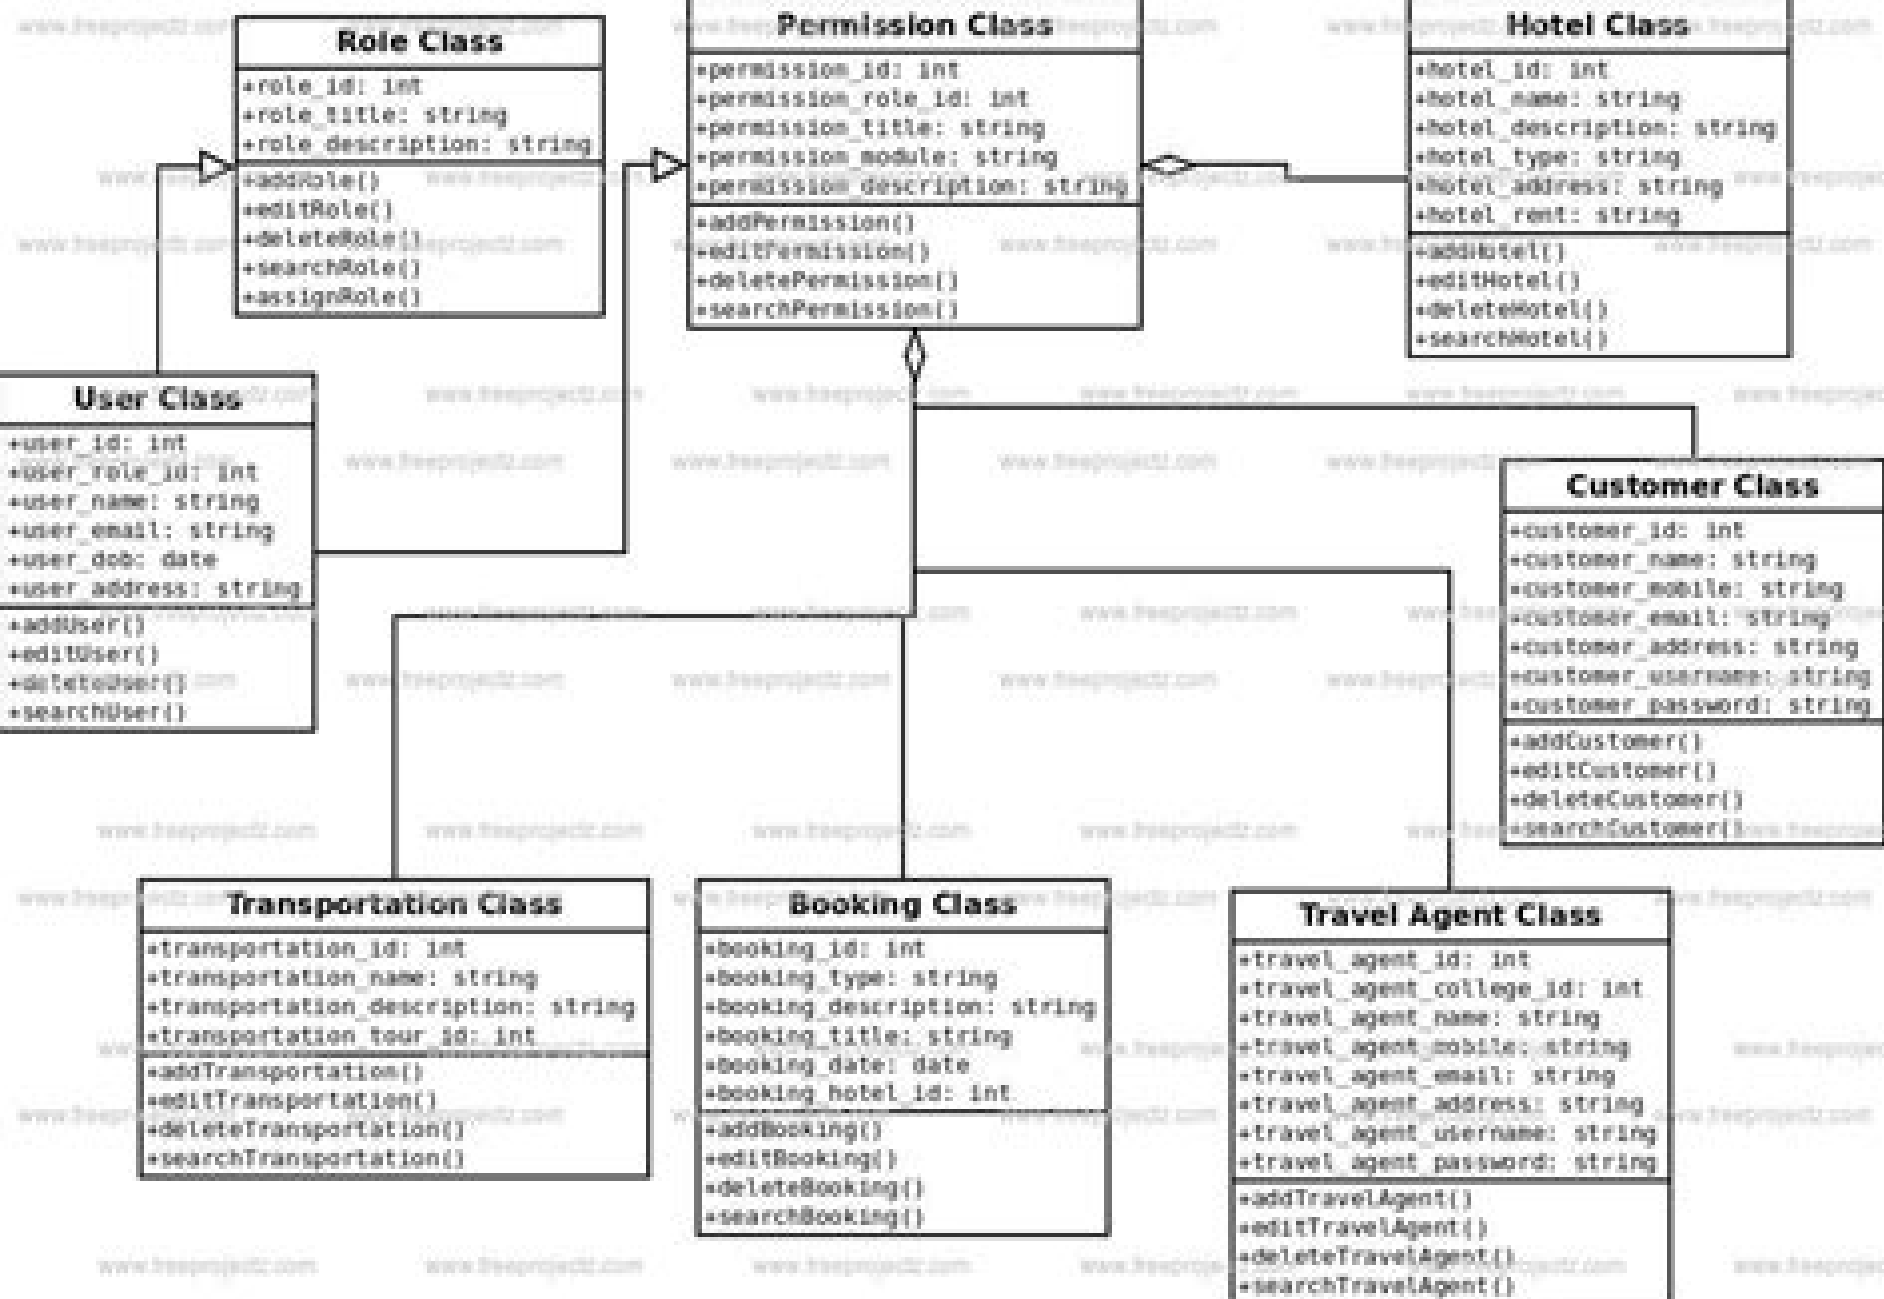 Role Class
+role_id: int
+role_title: string
+role_description: string
+addRole()
+editRole()
+deleteRole()
+searchRole()
+assignRole()
Permission Class
+permission_id: int
+permission_role_id: int
+permission_title: string
+permission_module: string
+permission_description: string
+addPermission()
+editPermission()
+deletePermission()
+searchPermission()
Hotel Class
+hotel_id: int
+hotel_name: string
+hotel_description: string
+hotel_type: string
+hotel_address: string
+hotel_rent: string
+addHotel()
+editHotel()
+deleteHotel()
+searchHotel()
User Class
+user_id: int
+user_role_id: int
+user_name: string
+user_email: string
+user_dob: date
+user_address: string
+addUser()
+editUser()
+deleteUser()
+searchUser()
Customer Class
+customer_id: int
+customer_name: string
+customer_mobile: string
+customer_email: string
+customer_address: string
+customer_username: string
+customer_password: string
+addCustomer()
+editCustomer()
+deleteCustomer()
+searchCustomer()
Transportation Class
+transportation_id: int
+transportation_name: string
+transportation_description: string
+transportation_tour_id: int
+addTransportation()
+editTransportation()
+deleteTransportation()
+searchTransportation()
Booking Class
+booking_id: int
+booking_type: string
+booking_description: string
+booking_title: string
+booking_date: date
+booking_hotel_id: int
+addBooking()
+editBooking()
+deleteBooking()
+searchBooking()
Travel Agent Class
+travel_agent_id: int
+travel_agent_college_id: int
+travel_agent_name: string
+travel_agent_mobile: string
+travel_agent_email: string
+travel_agent_address: string
+travel_agent_username: string
+travel_agent_password: string
+addTravelAgent()
+editTravelAgent()
+deleteTravelAgent()
+searchTravelAgent()
www.freeprojectz.com